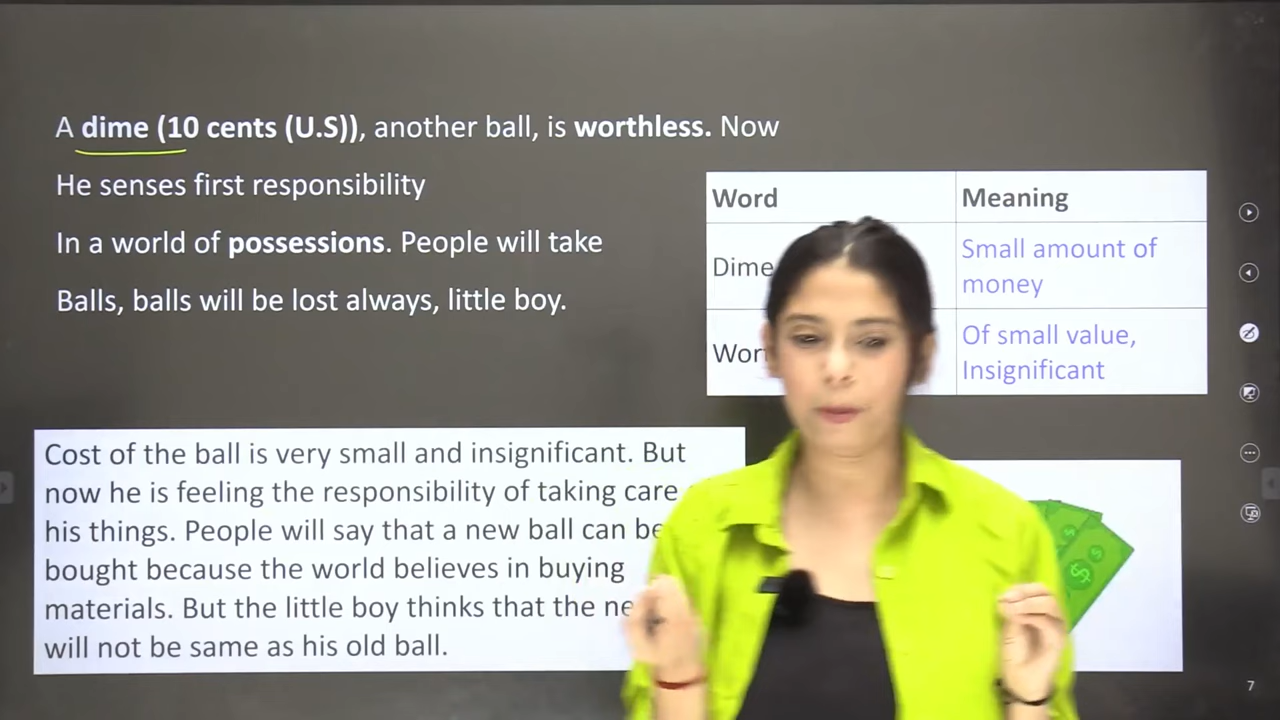 A dime (10 cents (U.S)), another ball, is worthless. Now
He senses first responsibility
In a world of possessions. People will take
Balls, balls will be lost always, little boy.
Word Meaning
Dime Small amount of
money
Of small value,
Insignificant
Cost of the ball is very small and insignificant. But
now he is feeling the responsibility of taking care
his things. People will say that a new ball can be
bought because the world believes in buying
materials. But the little boy thinks that the
will not be same as his old ball.
7